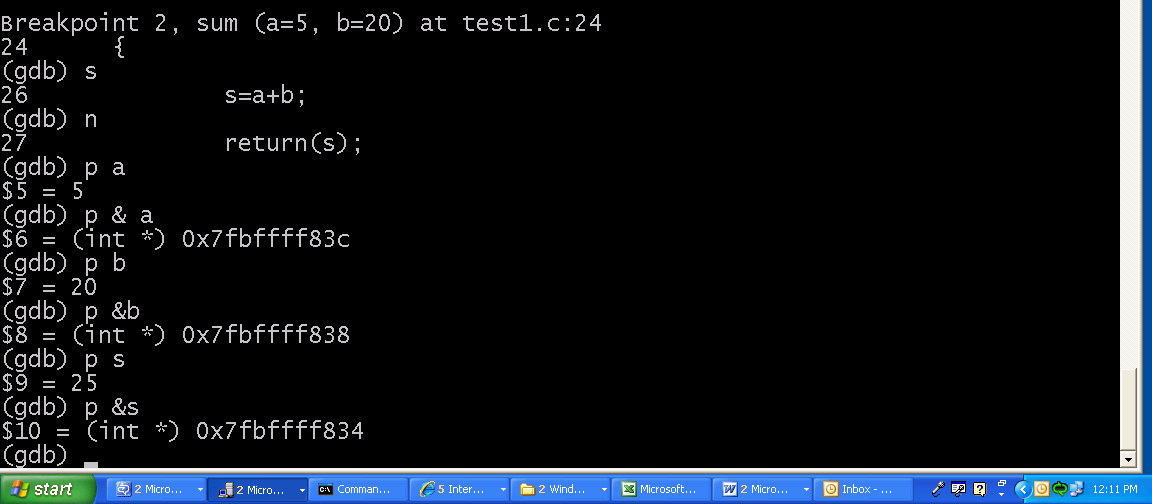 Breakpoint 2, sum (a=5, b=20) at test1.c:24
24 {
(gdb) s
26 s=a+b;
(gdb) n
27 return(s);
(gdb) p a
$5 = 5
(gdb) p & a
$6 = (int *) 0x7fbffff83c
(gdb) p b
$7 = 20
(gdb) p &b
$8 = (int *) 0x7fbffff838
(gdb) p s
$9 = 25
(gdb) p &s
$10 = (int *) 0x7fbffff834
(gdb)
start 2 Micro... 2 Micro... Comman... 5 Inter... 2 Wind... Microsoft... 2 Micro... Inbox - ... 12:11 PM